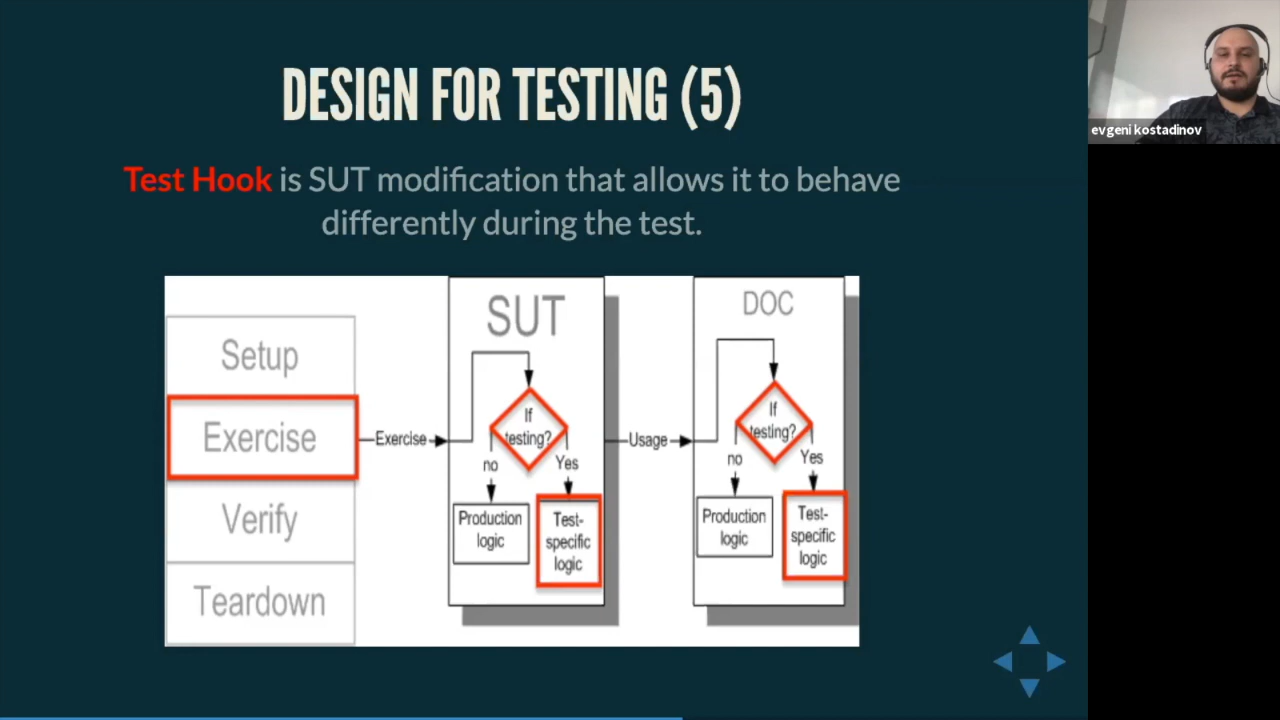 DESIGN FOR TESTING (5)
evgeni kostadinov
Test Hook is SUT modification that allows it to behave
differently during the test.
Setup
Exercise
Verify
Teardown
Exercise
SUT
If
testing?
no
Yes
Production
logic
Test-
specific
logic
Usage
DOC
If
testing?
no
Yes
Production
logic
Test-
specific
logic